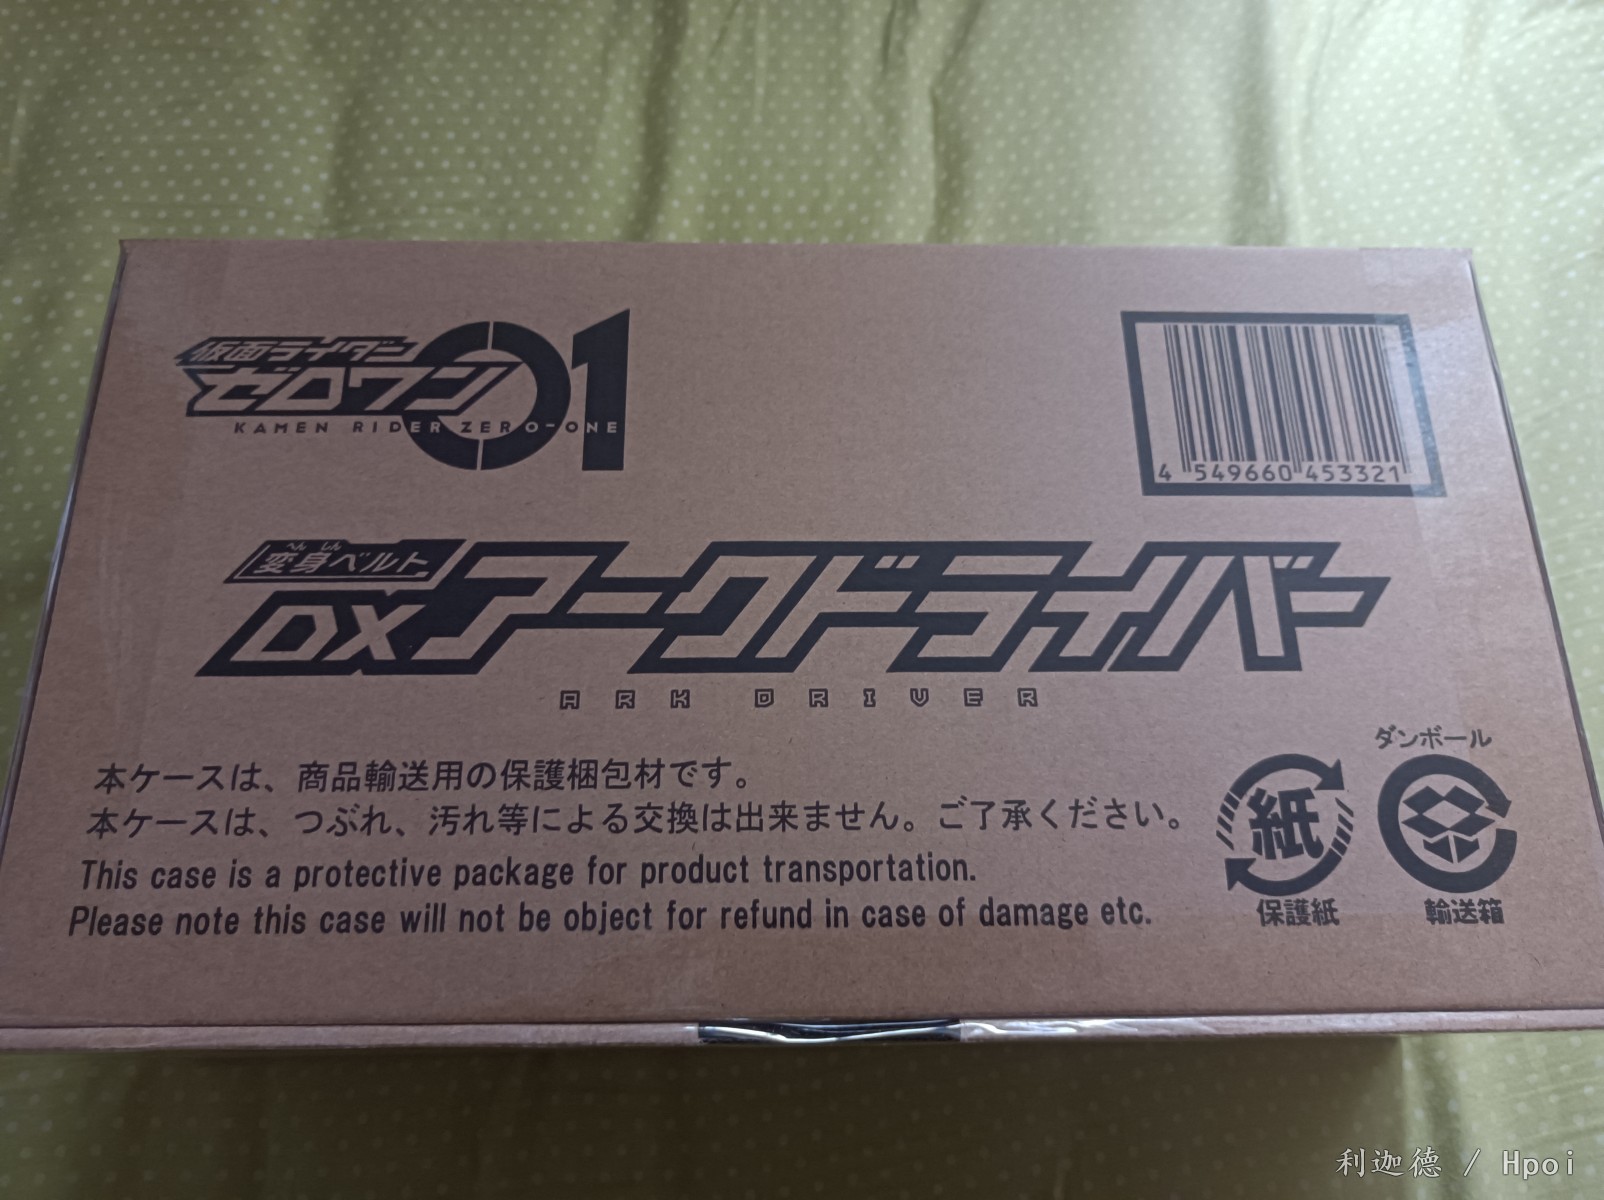 仮面ライダー
ゼロワン
01
KAMEN RIDER ZERO-ONE
4 549660 453321
へんしん
変身ベルト
DXアークドライバー
ARK DRIVER
本ケースは、商品輸送用の保護梱包材です。
本ケースは、つぶれ、汚れ等による交換は出来ません。ご了承ください。
This case is a protective package for product transportation.
Please note this case will not be object for refund in case of damage etc.
紙
保護紙
ダンボール
輸送箱
利迦德 / Hpoi